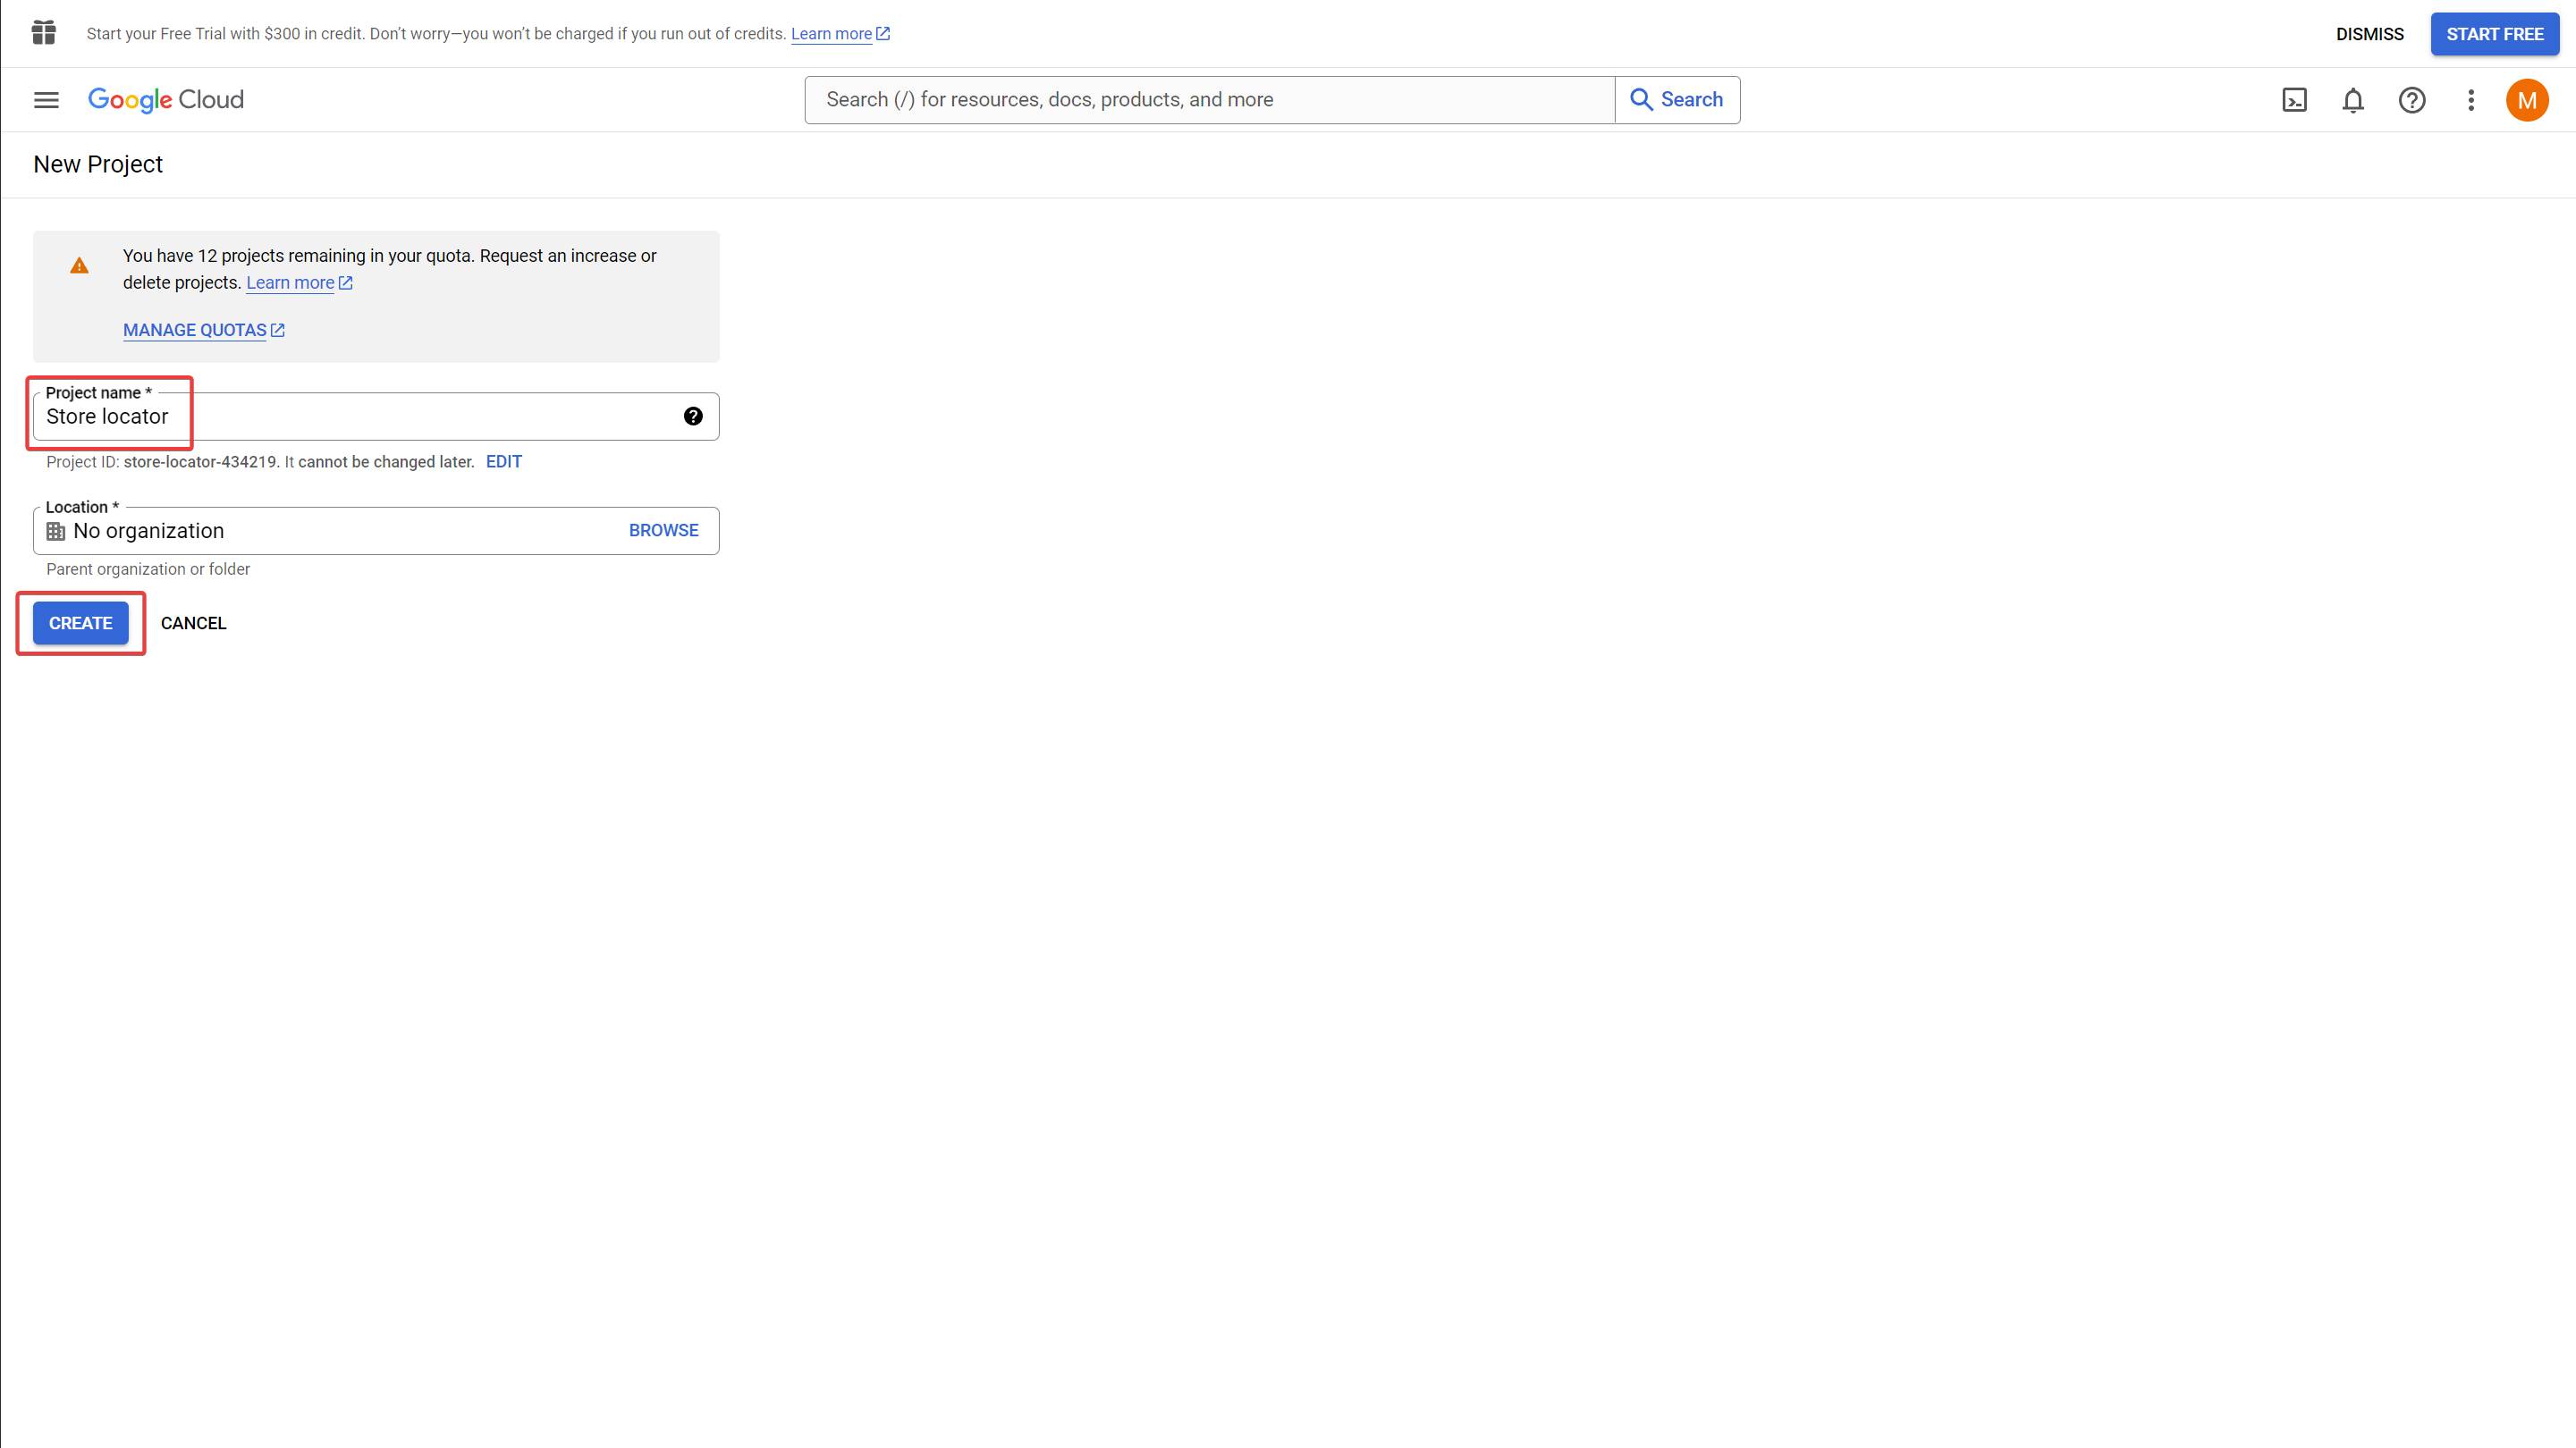 Start your Free Trial with $300 in credit. Don’t worry—you won’t be charged if you run out of credits. Learn more
DISMISS
START FREE
Google Cloud
Search (/) for resources, docs, products, and more
Search
M
New Project
You have 12 projects remaining in your quota. Request an increase or
delete projects. Learn more
MANAGE QUOTAS
Project name *
Store locator
Project ID: store-locator-434219. It cannot be changed later. EDIT
Location *
No organization
BROWSE
Parent organization or folder
CREATE
CANCEL